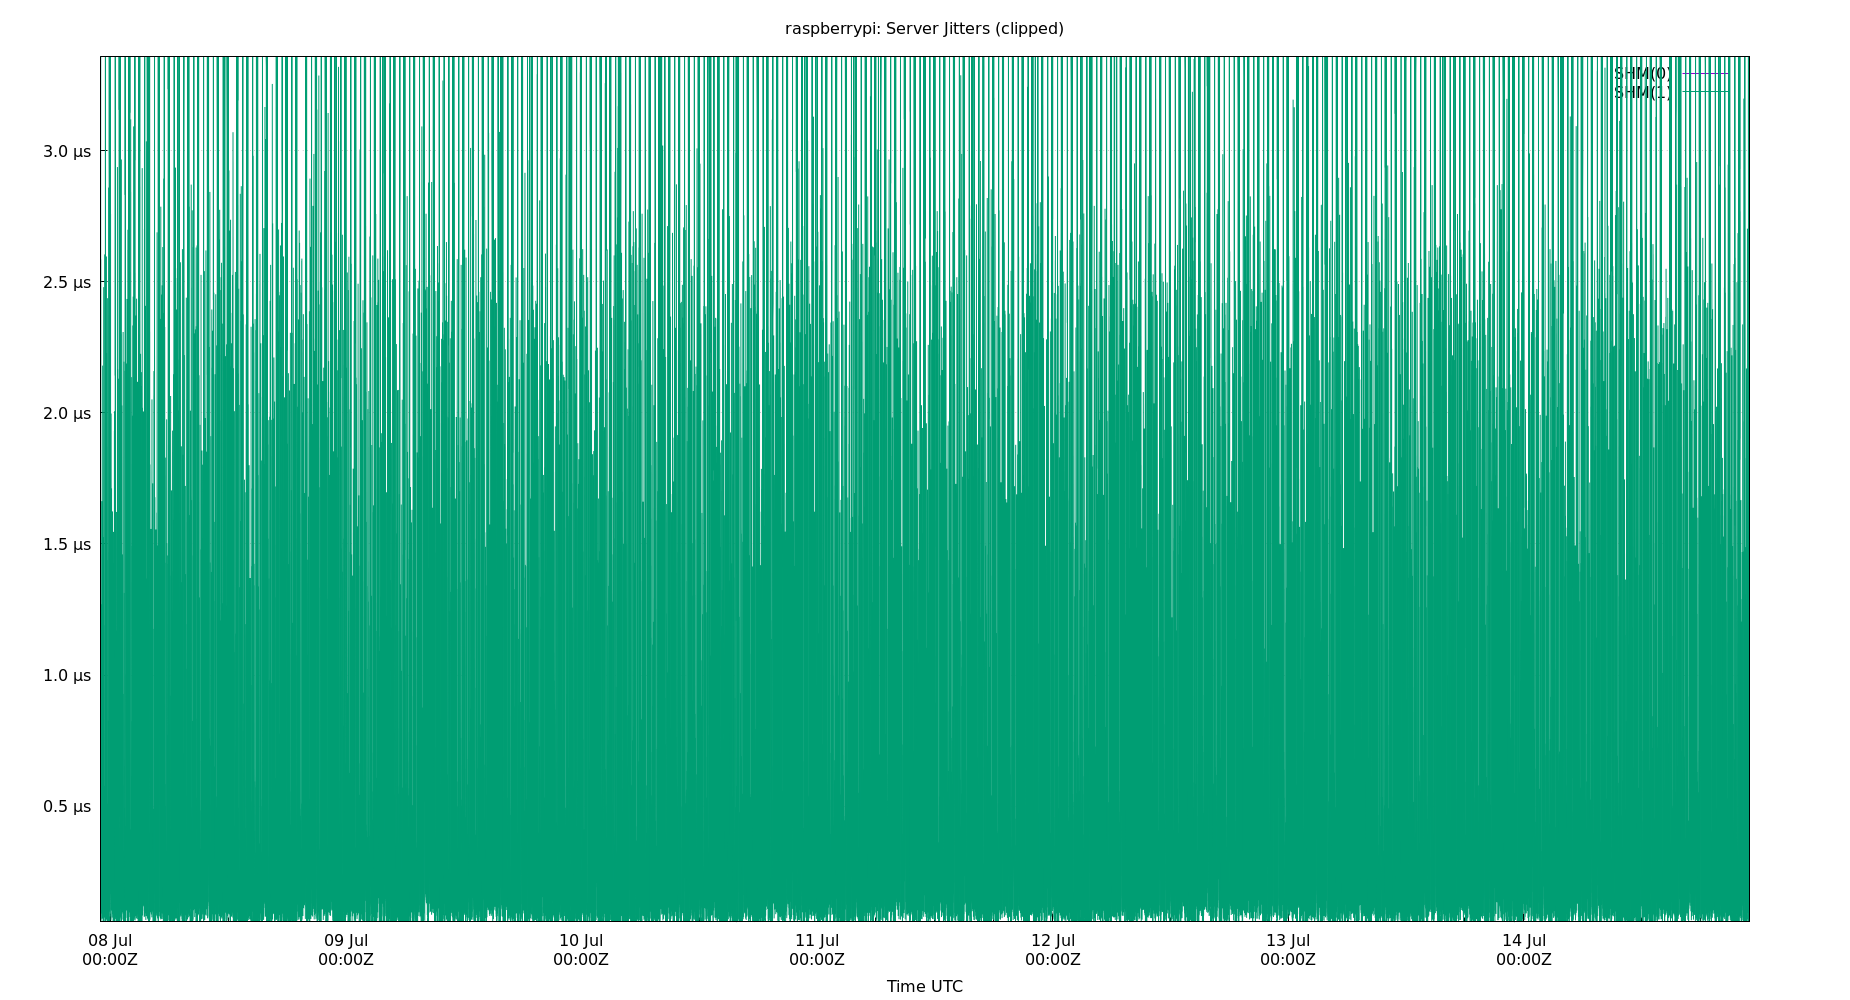 raspberrypi: Server Jitters (clipped)
SHM(0)
SHM(1)
3.0 µs
2.5 µs
2.0 µs
1.5 µs
1.0 µs
0.5 µs
08 Jul 09 Jul 10 Jul 11 Jul 12 Jul 13 Jul 14 Jul
00:00Z 00:00Z 00:00Z 00:00Z 00:00Z 00:00Z 00:00Z
Time UTC